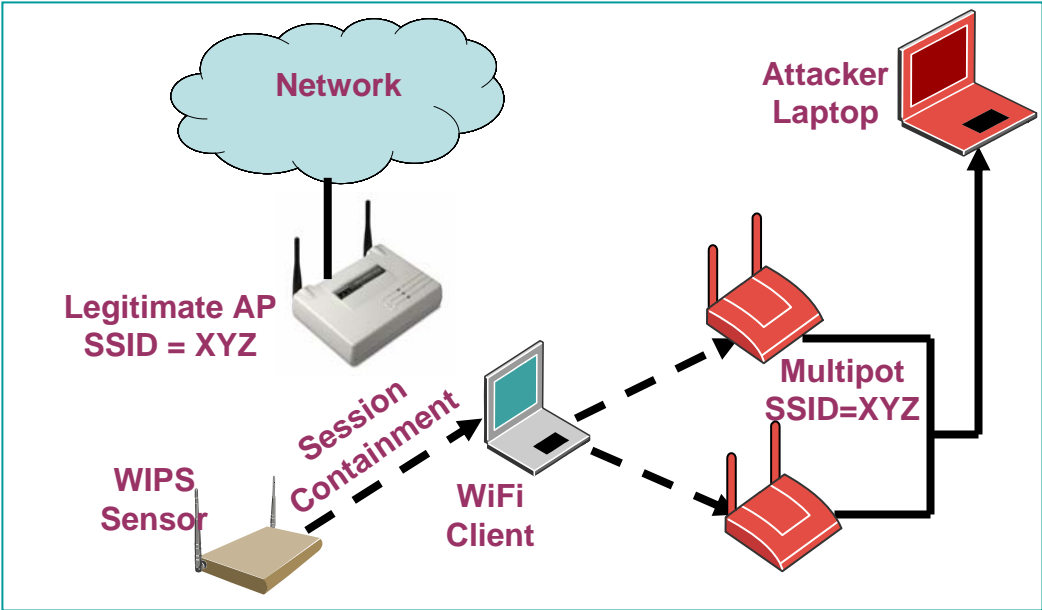 Network
Attacker
Laptop
Legitimate AP
SSID = XYZ
Multipot
SSID=XYZ
Session
Containment
WIPS
Sensor
WiFi
Client